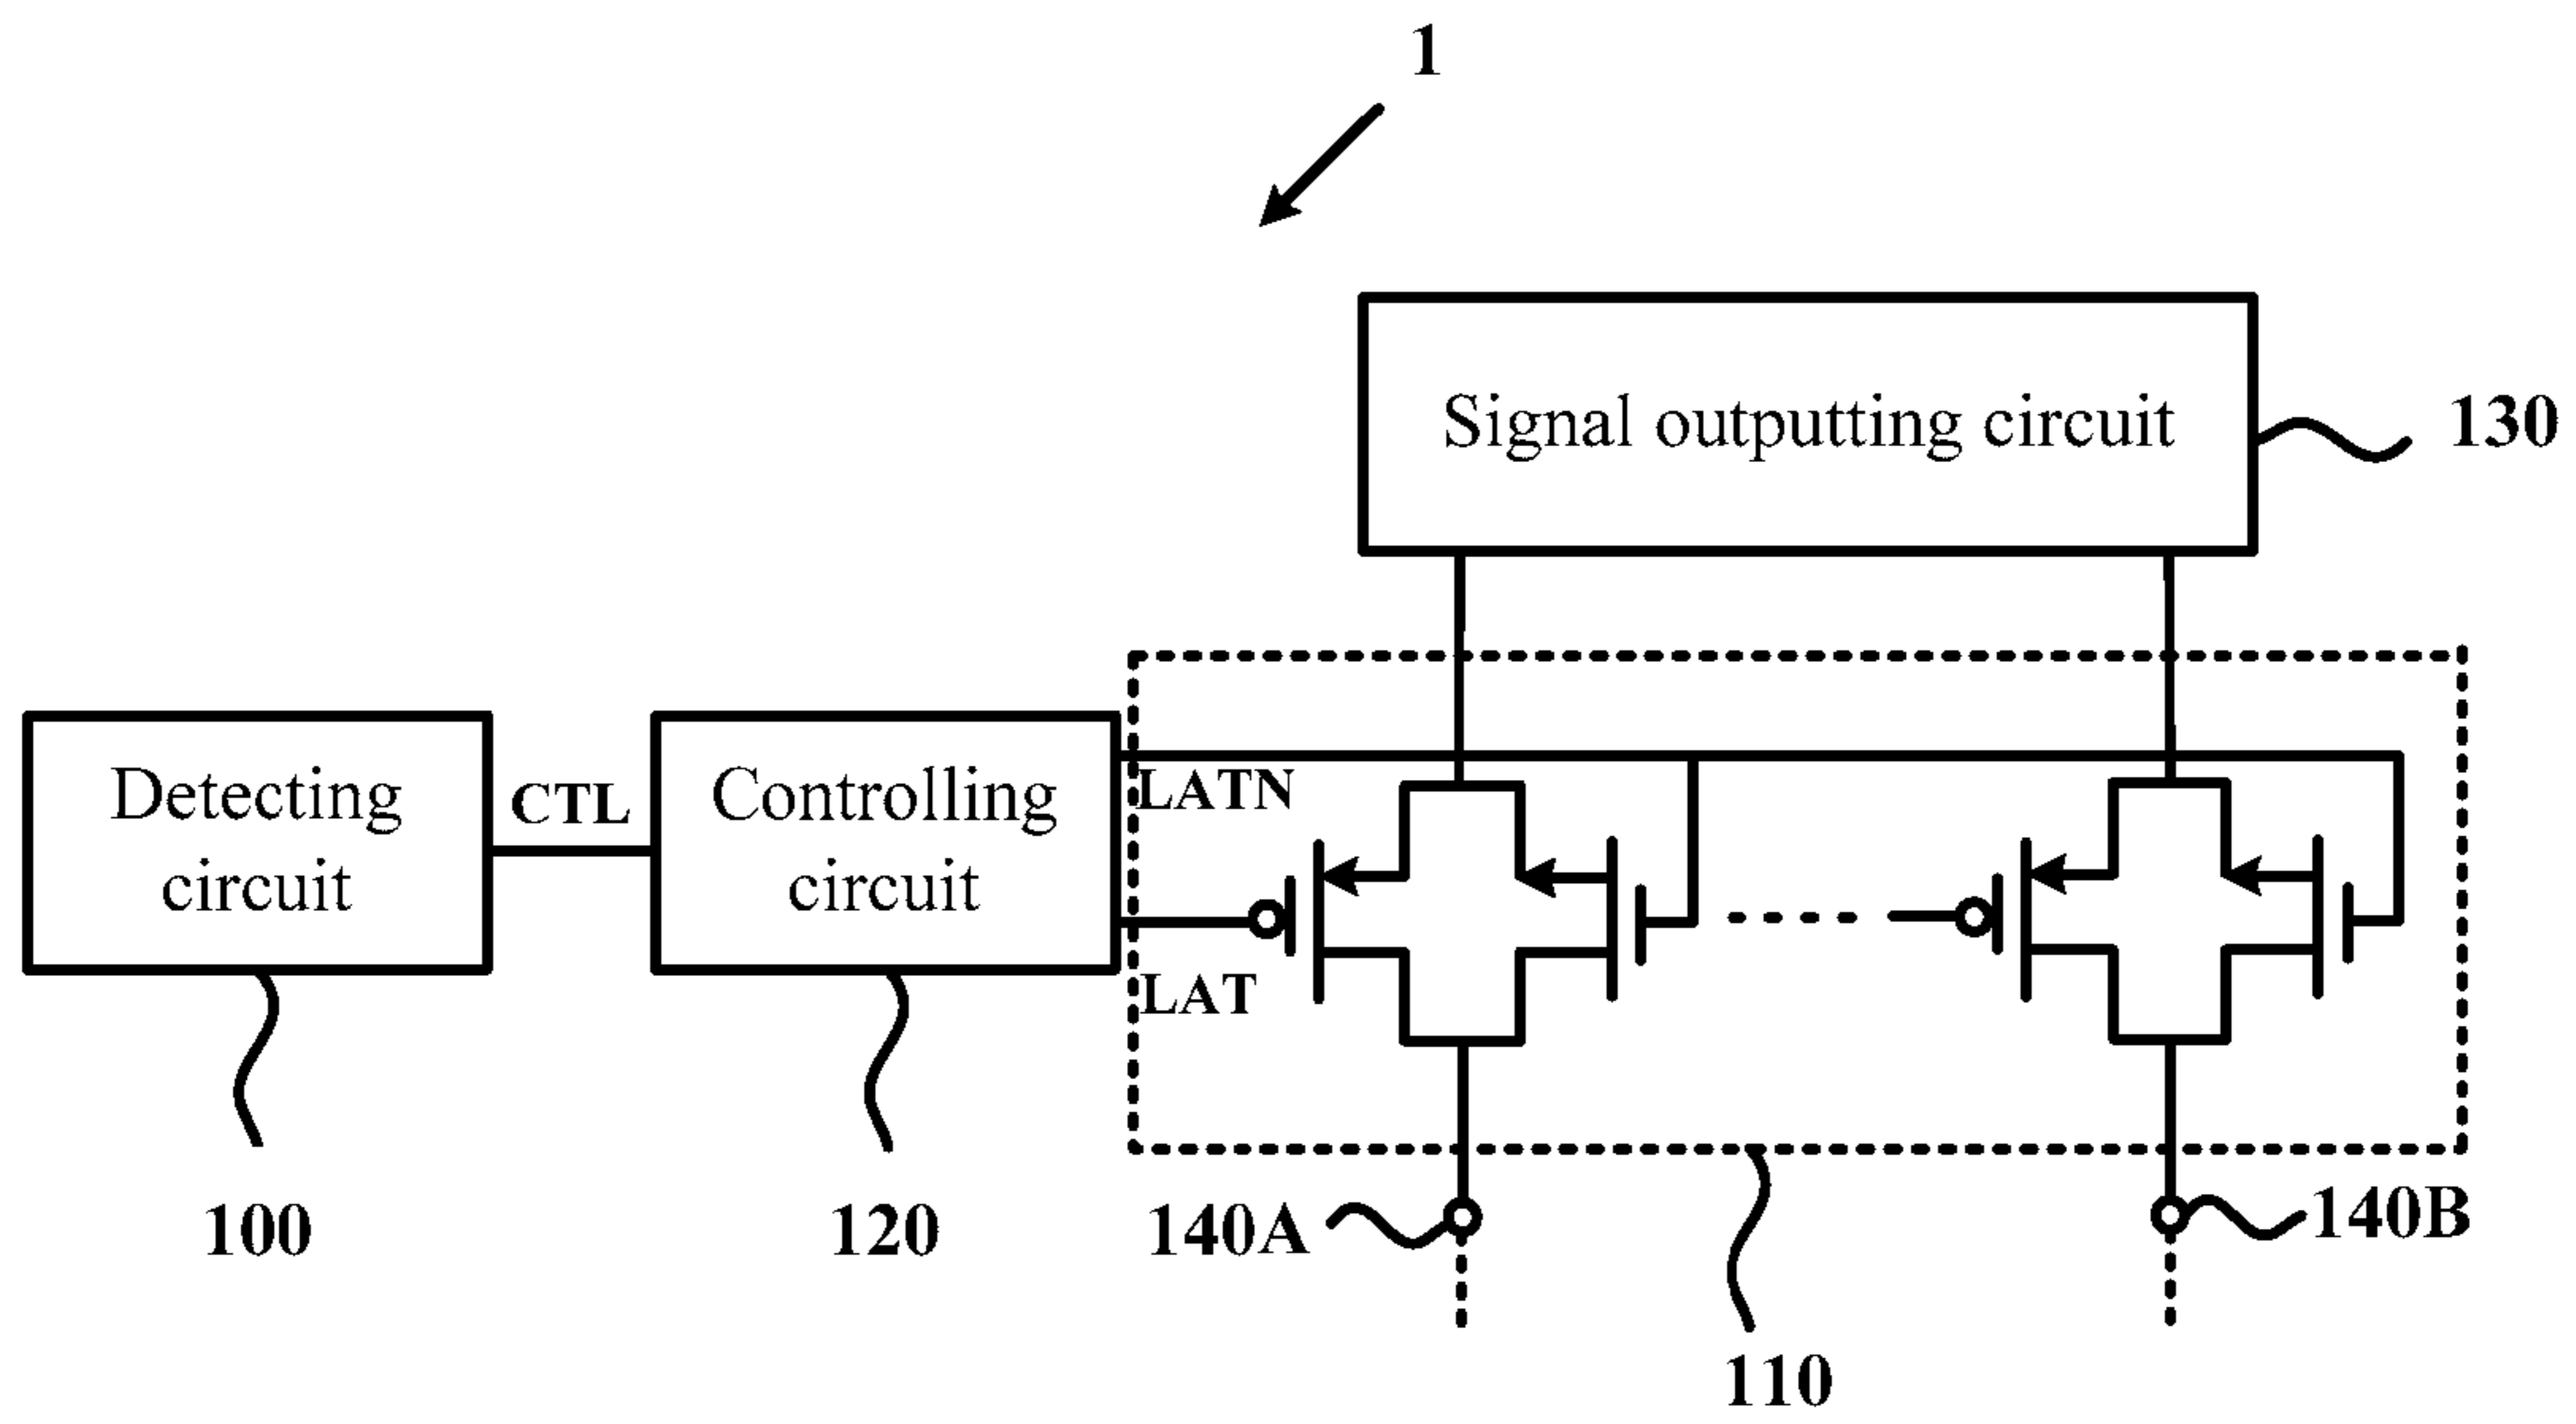 1
Signal outputting circuit
130
Detecting
circuit
CTL
Controlling
circuit
LATN
LAT
100
120
140A
140B
110